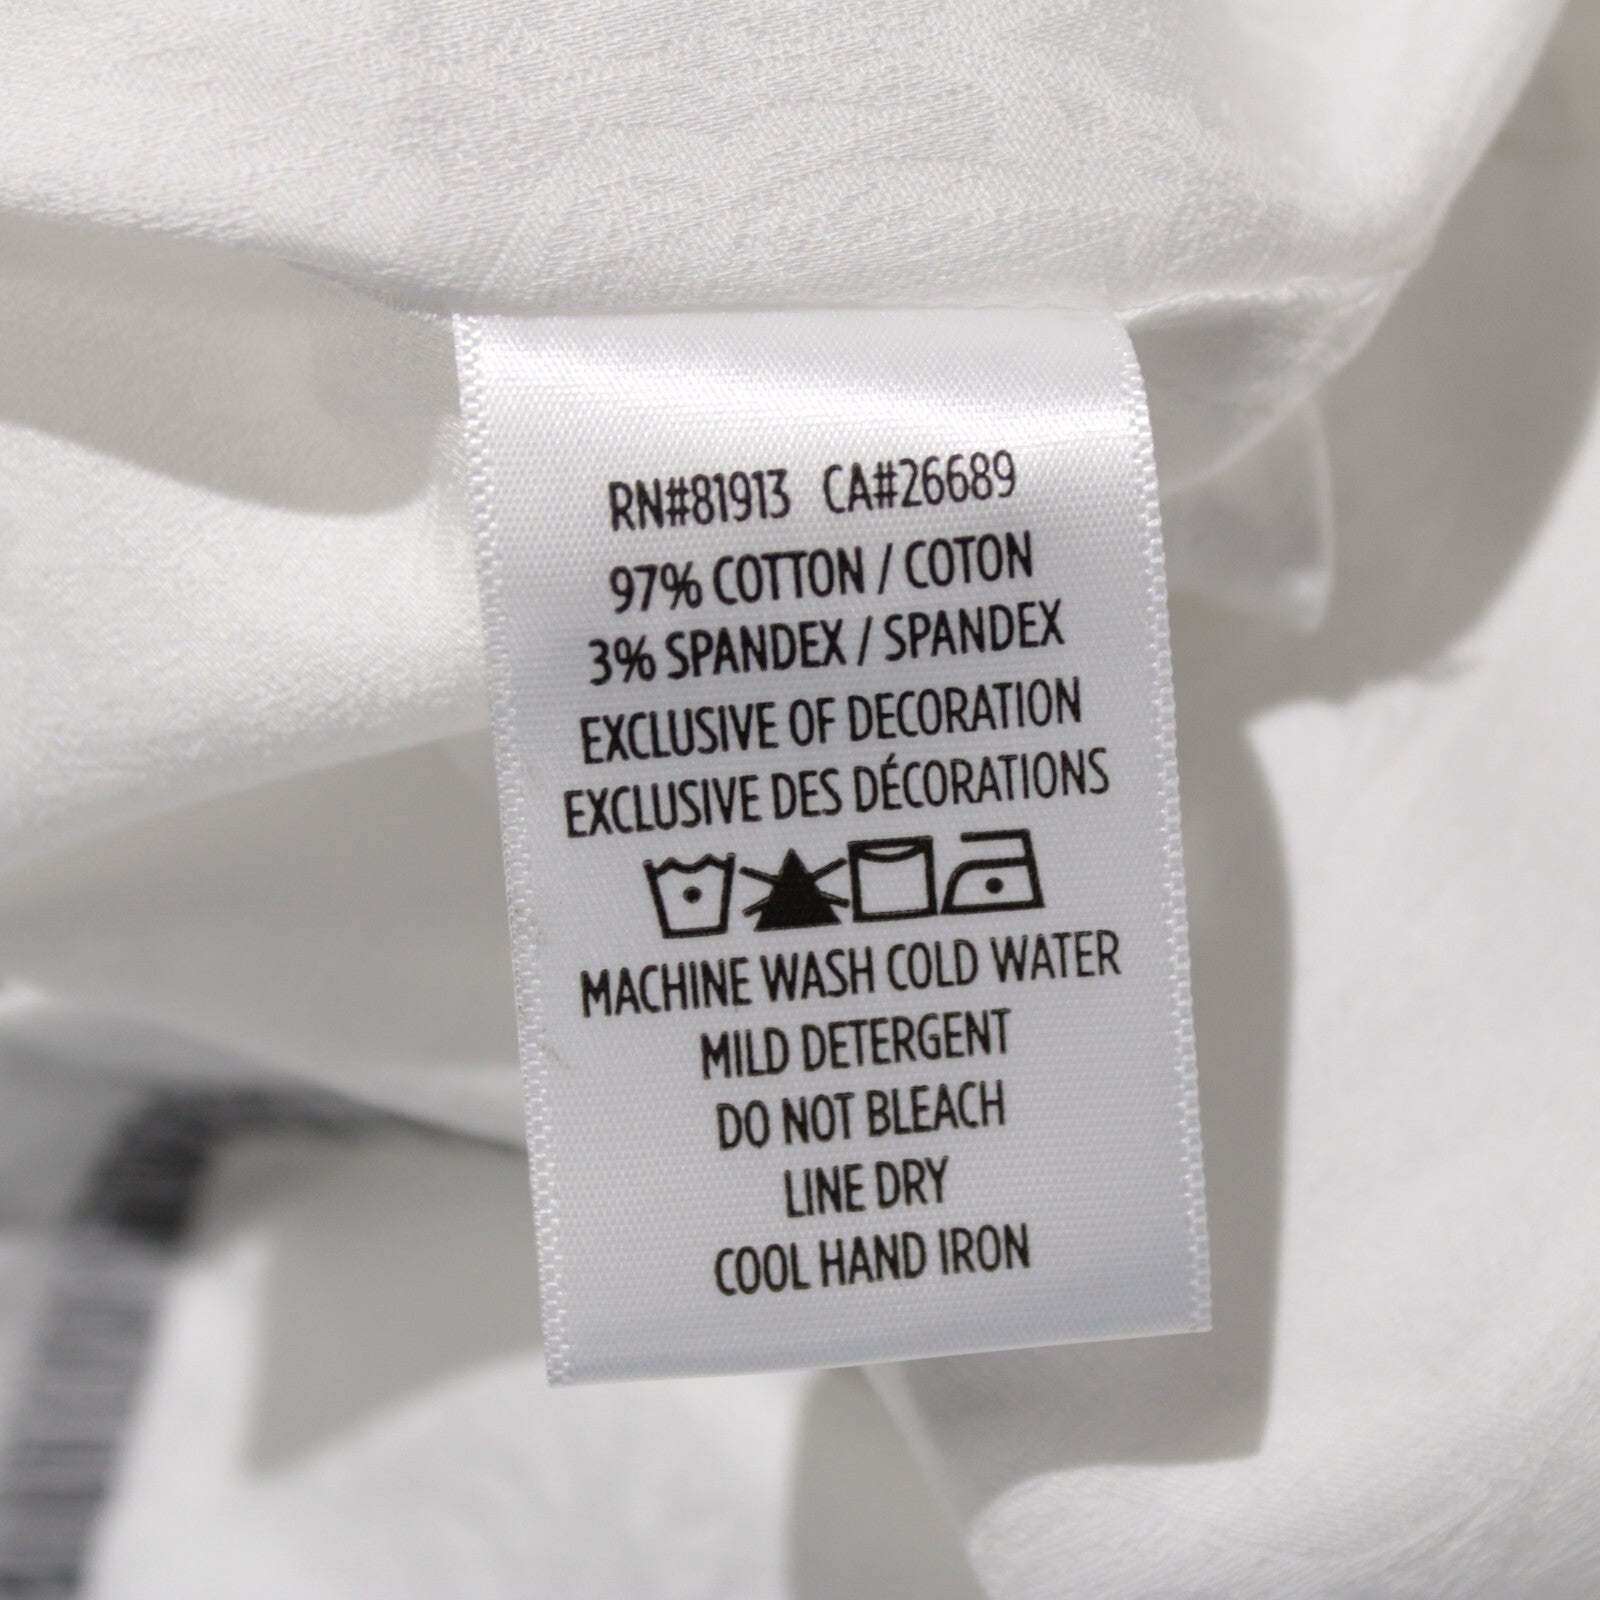 RN#81913 CA#26689
97% COTTON / COTON
3% SPANDEX / SPANDEX
EXCLUSIVE OF DECORATION
EXCLUSIVE DES DÉCORATIONS
MACHINE WASH COLD WATER
MILD DETERGENT
DO NOT BLEACH
LINE DRY
COOL HAND IRON